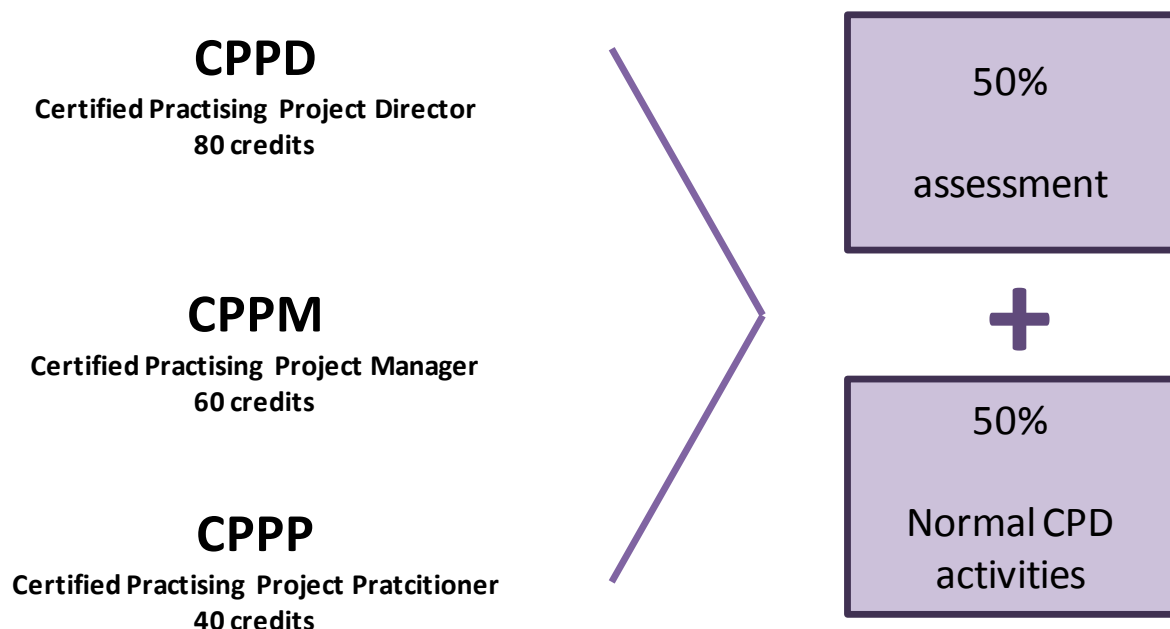 CPPD
Certified Practising Project Director
80 credits
CPPM
Certified Practising Project Manager
60 credits
CPPP
Certified Practising Project Pratcitioner
40 credits
50%
assessment
+
50%
Normal CPD
activities